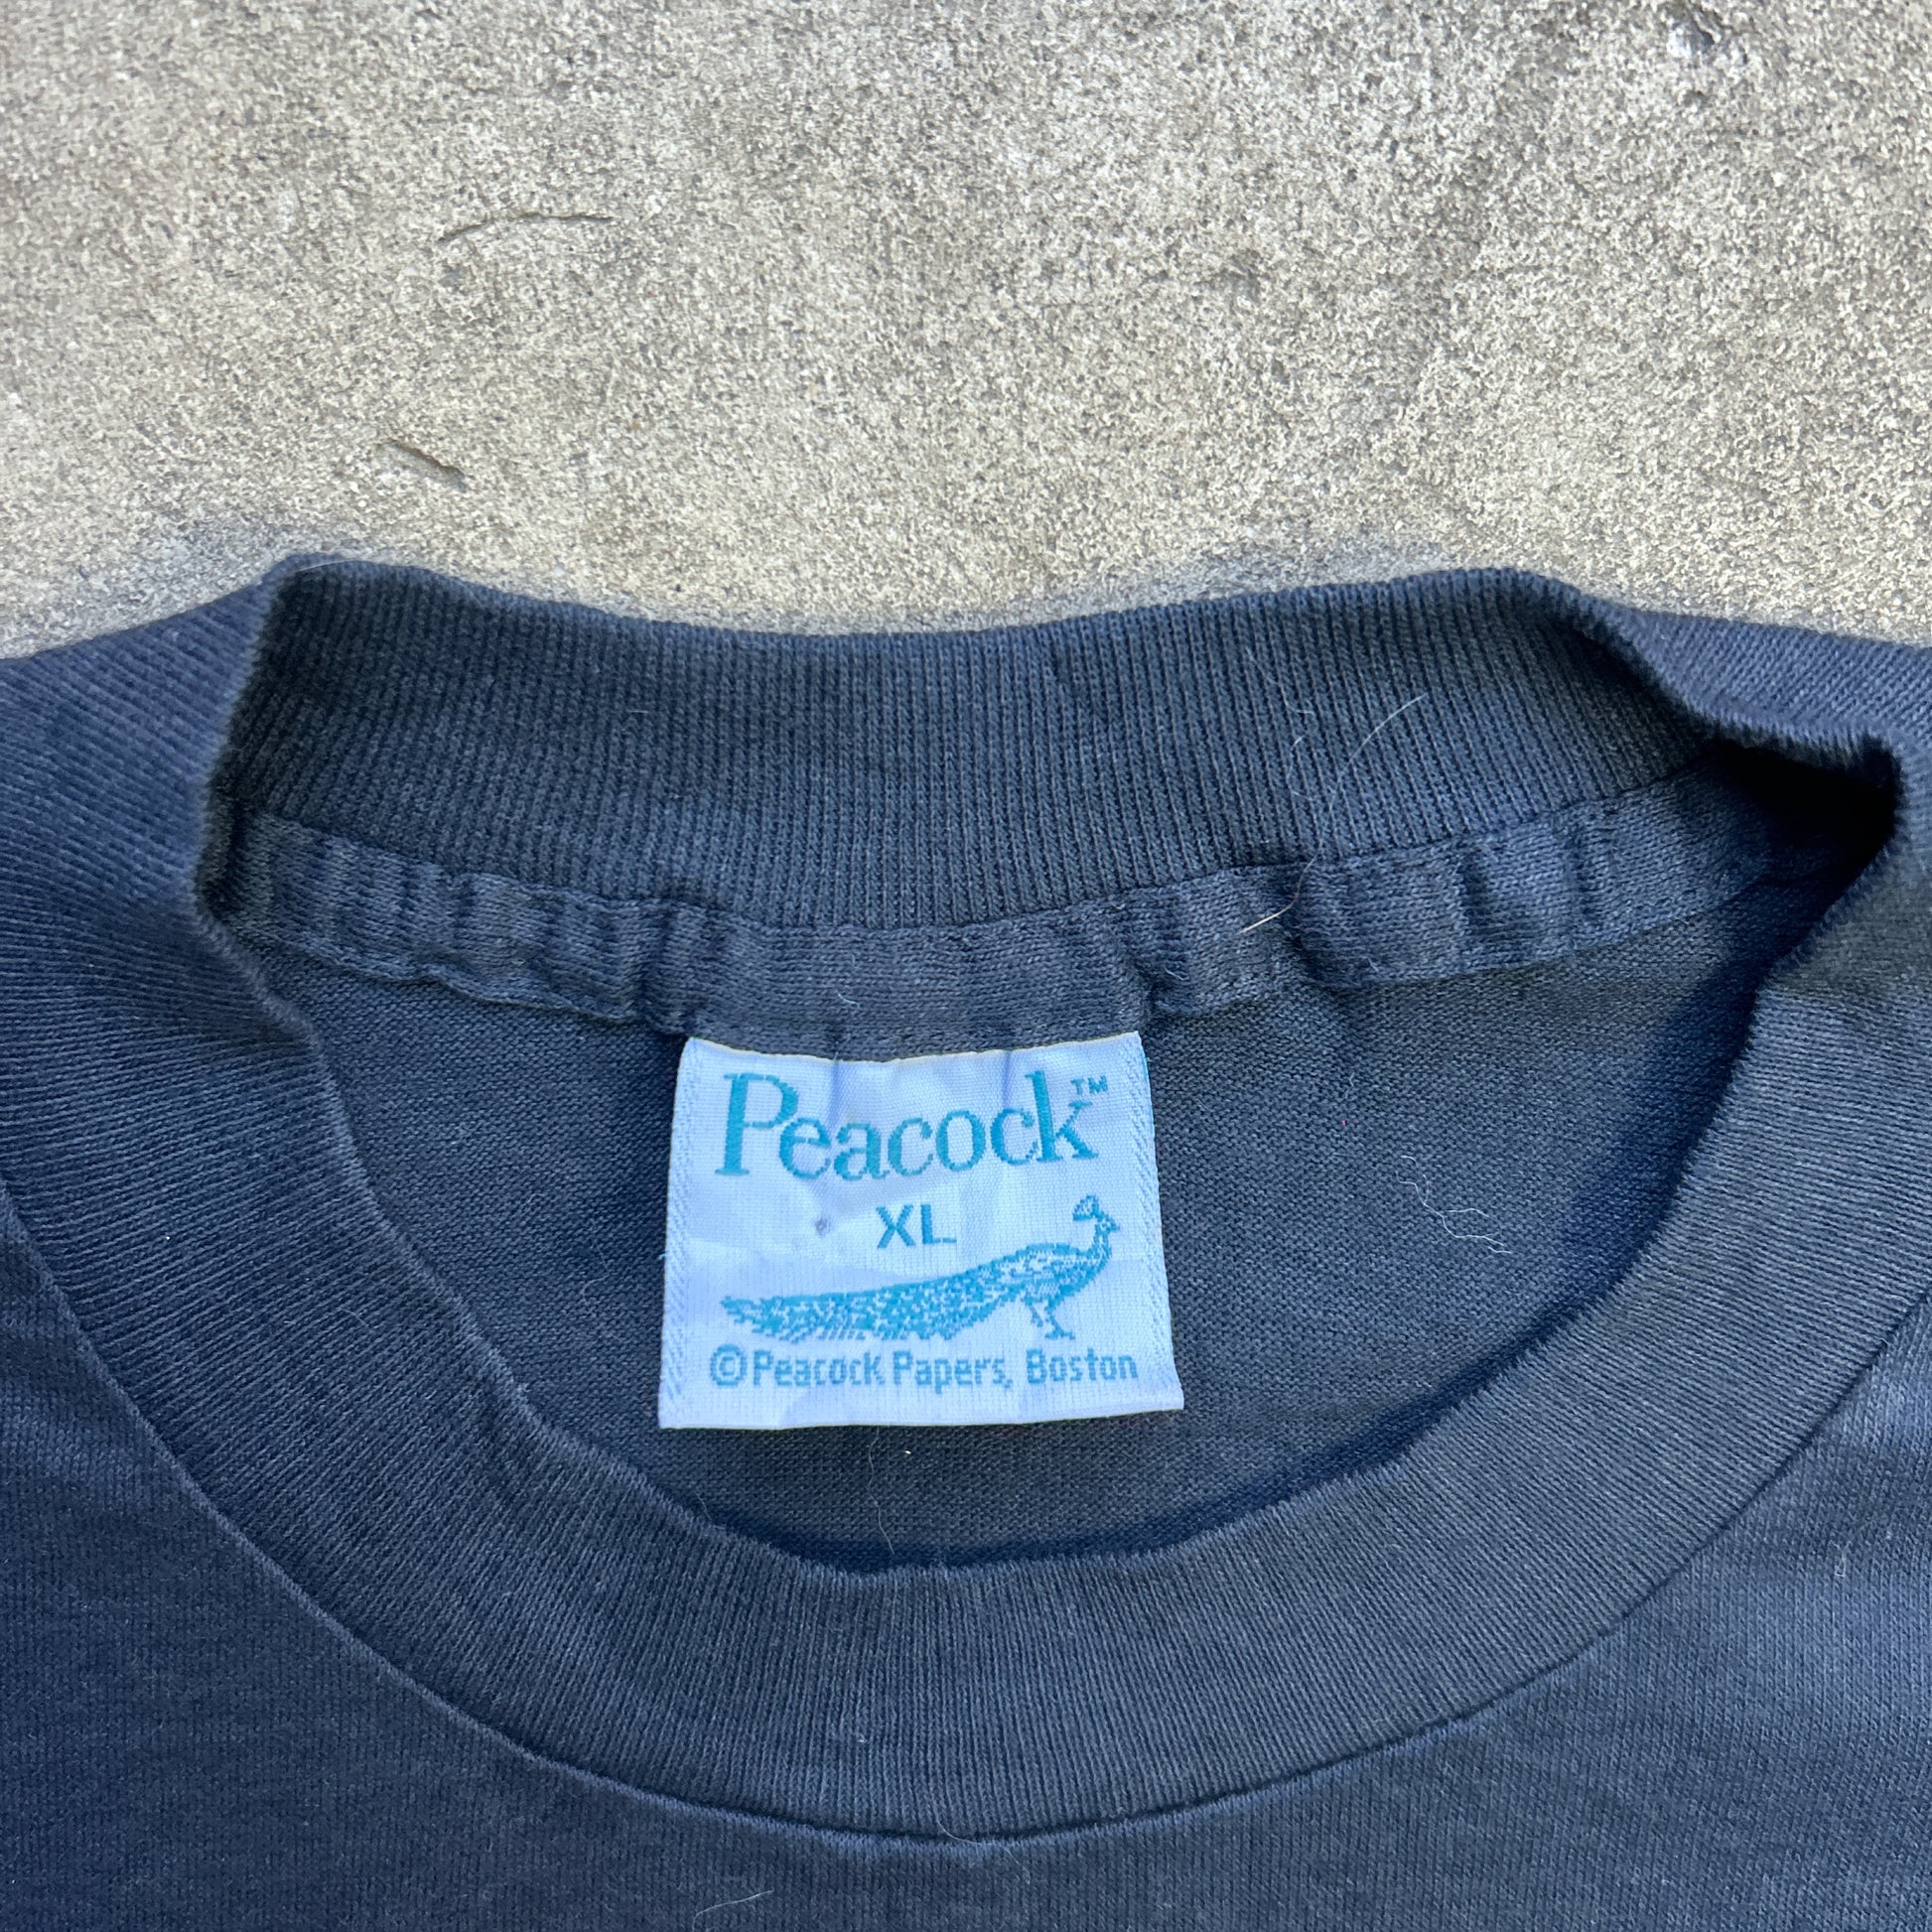 Peacock™
XL
©Peacock Papers, Boston